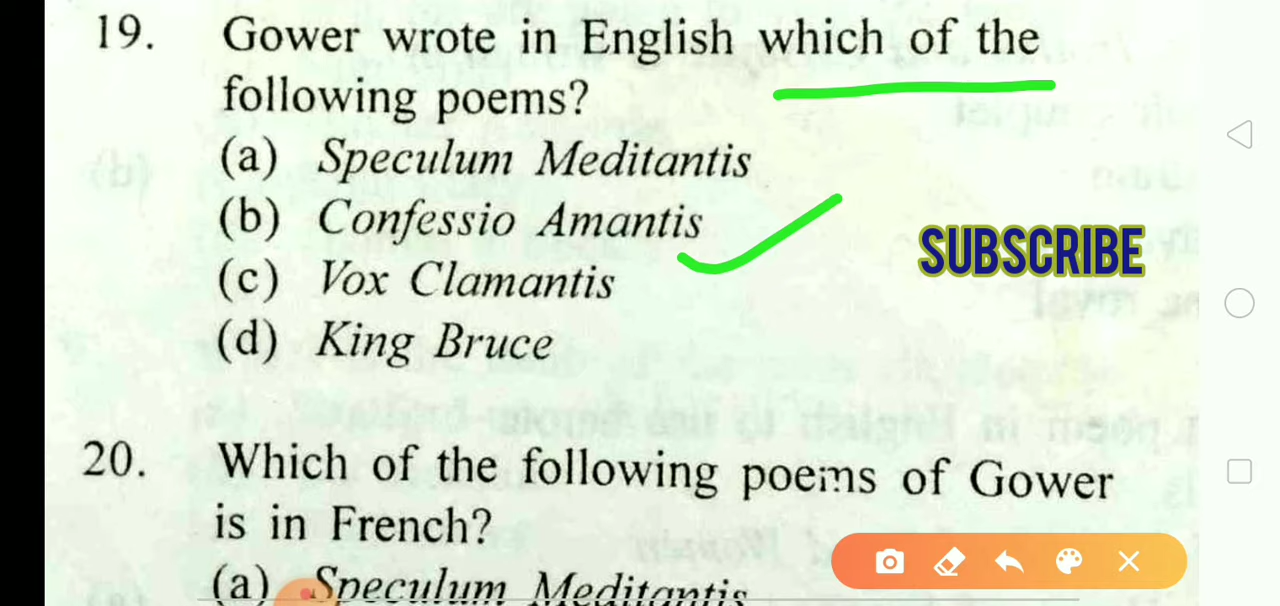 19. Gower wrote in English which of the
following poems?
(a) Speculum Meditantis
(b) Confessio Amantis
(c) Vox Clamantis
(d) King Bruce
SUBSCRIBE
20. Which of the following poems of Gower
is in French?
(a) Speculum Meditantis